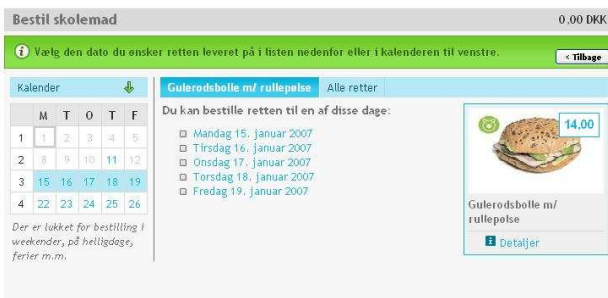 Bestil skolemad
0.00 DKK
i Vælg den dato du ønsker retten leveret på i listen nedenfor eller i kalenderen til venstre.
< Tilbage
Kalender
M T O T F
1 1 2 3 4 5
2 8 9 10 11 12
3 15 16 17 18 19
4 22 23 24 25 26
Der er lukket for bestilling i
weekender, på helligdage,
ferier m.m.
Gulerodsbolle m/ rullepølse
Alle retter
Du kan bestille retten til en af disse dage:
Mandag 15. januar 2007
Tirsdag 16. januar 2007
Onsdag 17. januar 2007
Torsdag 18. januar 2007
Fredag 19. januar 2007
14,00
Gulerodsbolle m/
rullepølse
i Detaljer